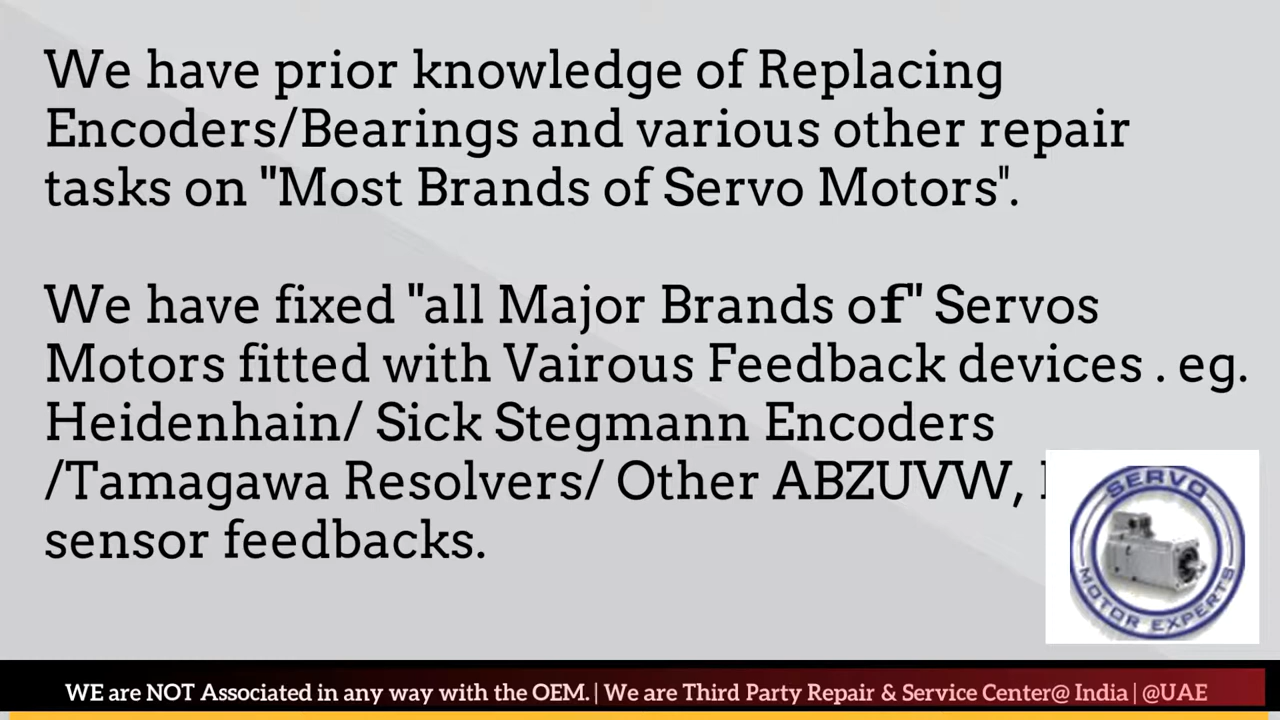 We have prior knowledge of Replacing
Encoders/Bearings and various other repair
tasks on "Most Brands of Servo Motors".
We have fixed "all Major Brands of" Servos
Motors fitted with Vairous Feedback devices . eg.
Heidenhain/ Sick Stegmann Encoders
/Tamagawa Resolvers/ Other ABZUVW,
sensor feedbacks.
SERVO
MOTOR EXPERTS
WE are NOT Associated in any way with the OEM. | We are Third Party Repair & Service Center@ India | @UAE